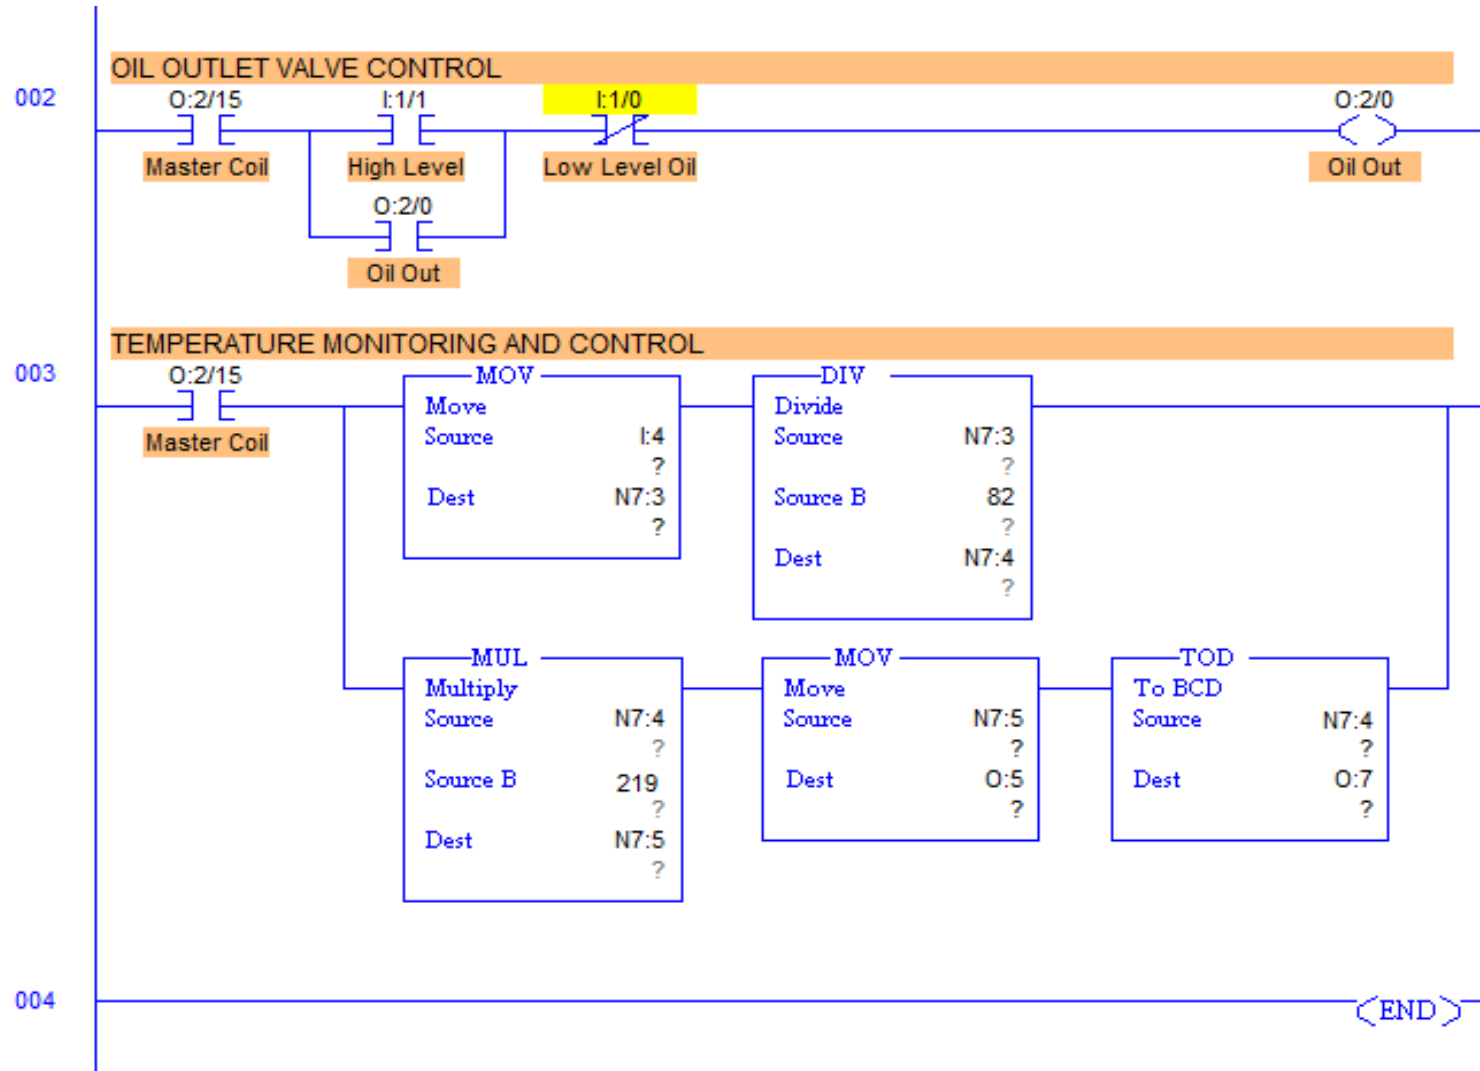 OIL OUTLET VALVE CONTROL
002
O:2/15 I:1/1 I:1/0 O:2/0
Master Coil High Level Low Level Oil Oil Out
O:2/0
Oil Out
TEMPERATURE MONITORING AND CONTROL
003
O:2/15
Master Coil
MOV
Move
Source I:4
?
Dest N7:3
?
DIV
Divide
Source N7:3
?
Source B 82
?
Dest N7:4
?
MUL
Multiply
Source N7:4
?
Source B 219
?
Dest N7:5
?
MOV
Move
Source N7:5
?
Dest O:5
?
TOD
To BCD
Source N7:4
?
Dest O:7
?
004
END